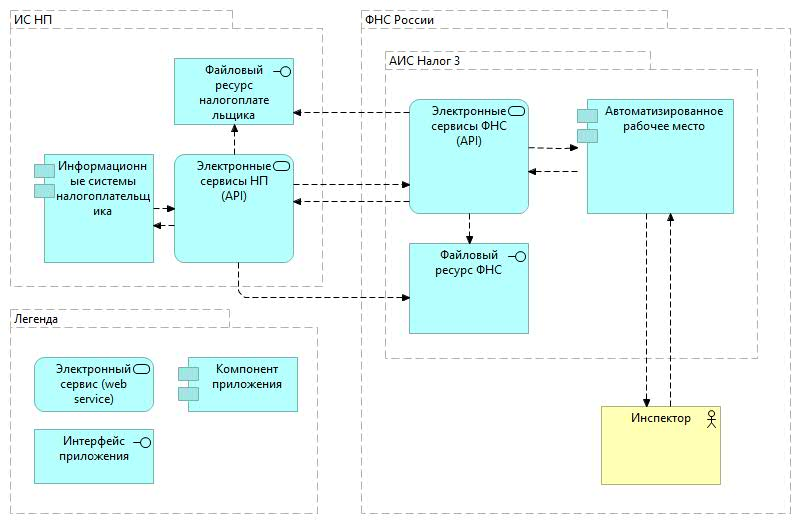 ИС НП
Файловый
ресурс
налогоплате
льщика
Информационн
ые системы
налогоплательщ
ика
Электронные
сервисы НП
(API)
ФНС России
АИС Налог 3
Электронные
сервисы ФНС
(API)
Автоматизированное
рабочее место
Файловый
ресурс ФНС
Инспектор
Легенда
Электронный
сервис (web
service)
Компонент
приложения
Интерфейс
приложения